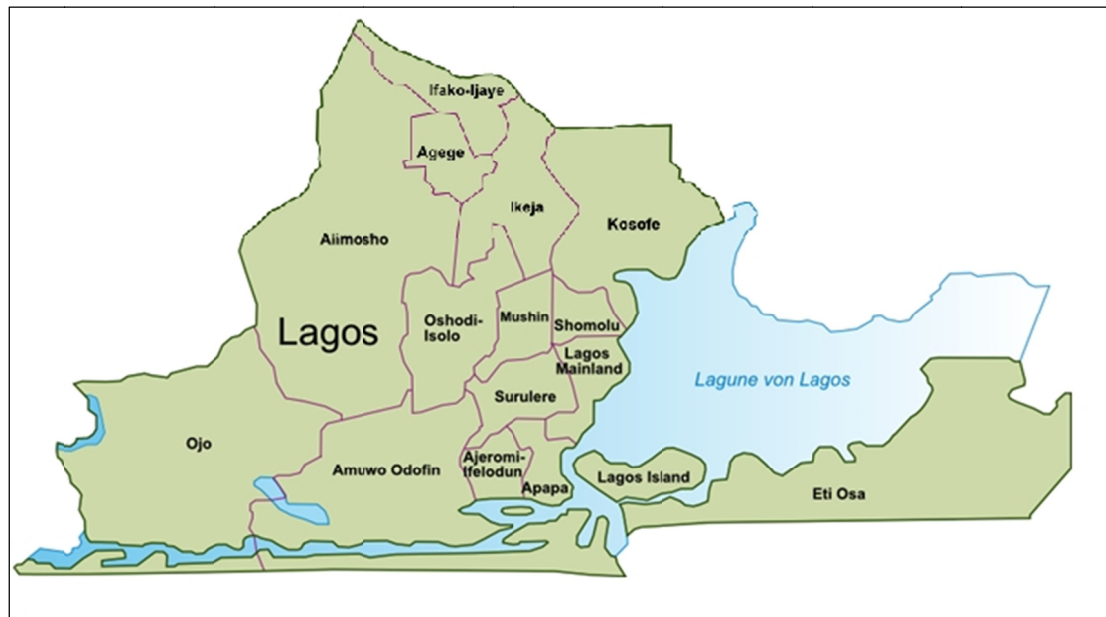 Ifako-Ijaye
Agege
Ikeja
Kosofe
Alimosho
Lagos
Oshodi-
Isolo
Mushin
Shomolu
Lagos
Mainland
Lagune von Lagos
Surulere
Ojo
Amuwo Odofin
Ajeromi-
Ifelodun
Apapa
Lagos Island
Eti Osa